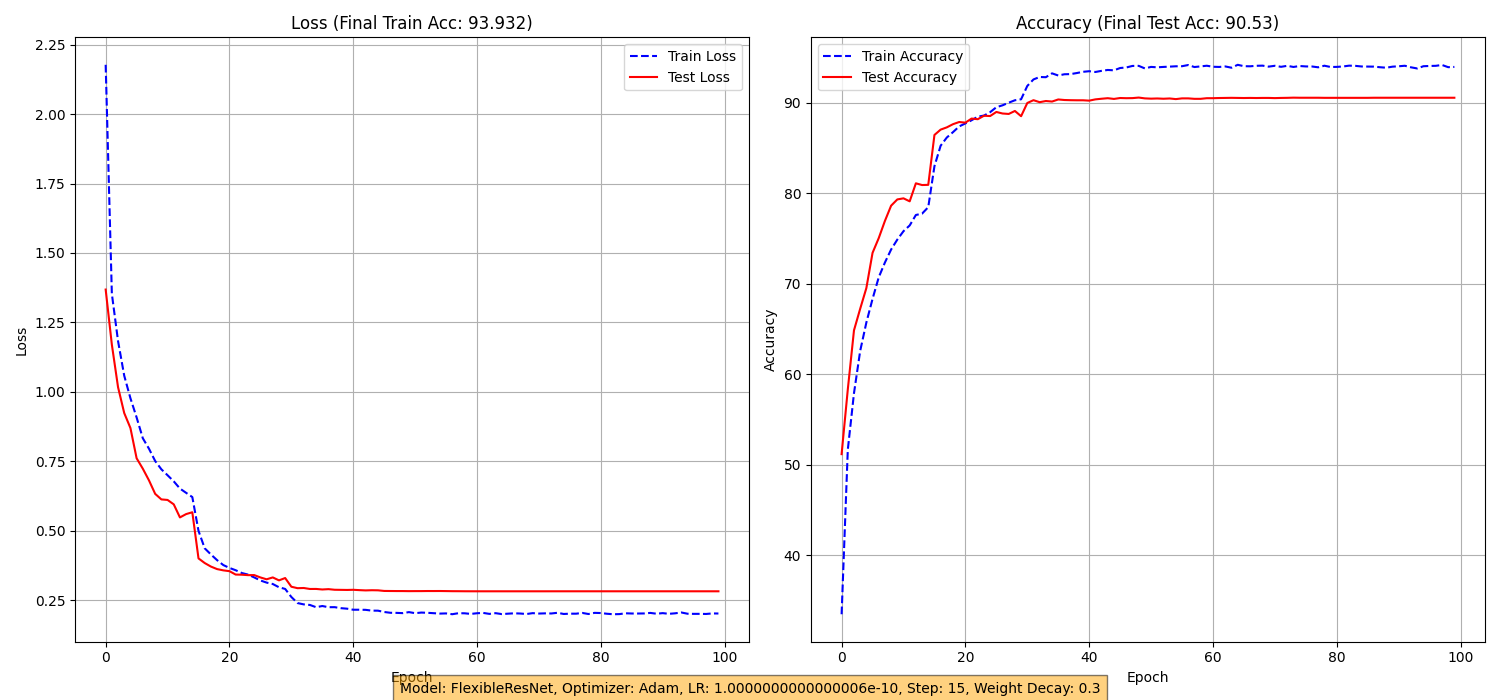 Loss (Final Train Acc: 93.932)
2.25
2.00
1.75
1.50
1.25
1.00
0.75
0.50
0.25
Loss
Train Loss
Test Loss
0
20
40
60
80
100
Epoch
Accuracy (Final Test Acc: 90.53)
90
80
70
60
50
40
Accuracy
Train Accuracy
Test Accuracy
0
20
40
60
80
100
Epoch
Model: FlexibleResNet, Optimizer: Adam, LR: 1.0000000000000006e-10, Step: 15, Weight Decay: 0.3